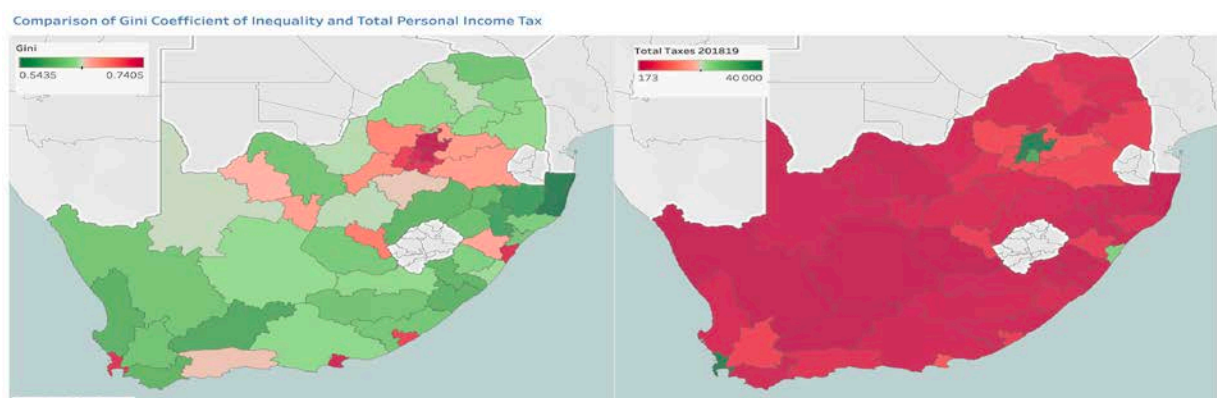 Comparison of Gini Coefficient of Inequality and Total Personal Income Tax
Gini
0.5435 0.7405
Total Taxes 201819
173 40 000